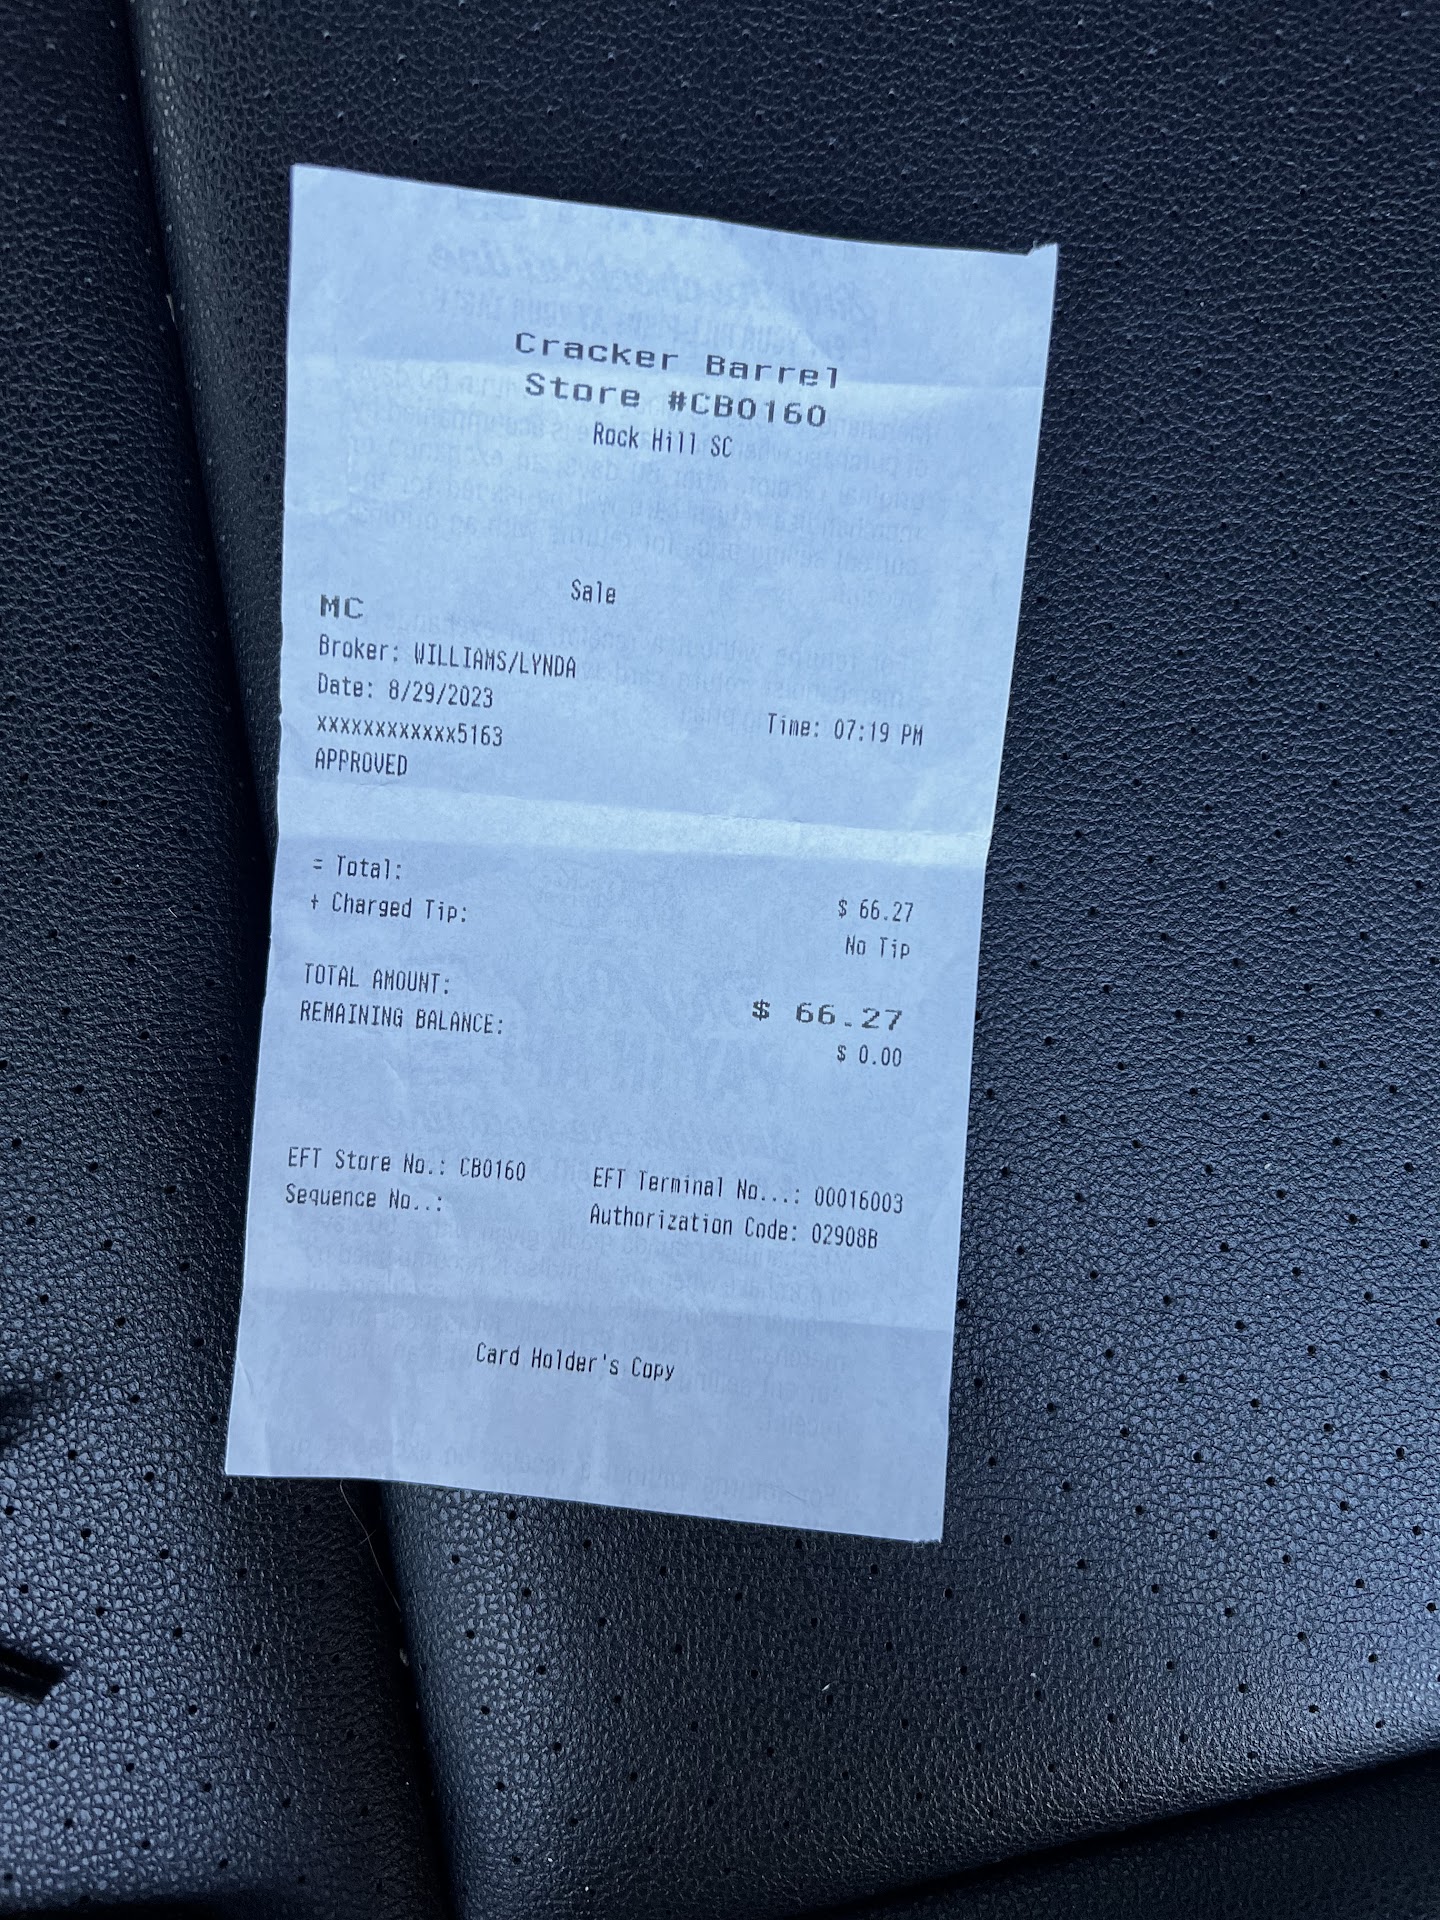 Cracker Barrel
Store #CB0160
Rock Hill SC
Sale
MC
Broker: WILLIAMS/LYNDA
Date: 8/29/2023 Time: 07:19 PM
xxxxxxxxxxxx5163
APPROVED
= Total: $ 66.27
+ Charged Tip: No Tip
TOTAL AMOUNT: $ 66.27
REMAINING BALANCE: $ 0.00
EFT Store No.: CB0160 EFT Terminal No...: 00016003
Sequence No..: Authorization Code: 02908B
Card Holder's Copy